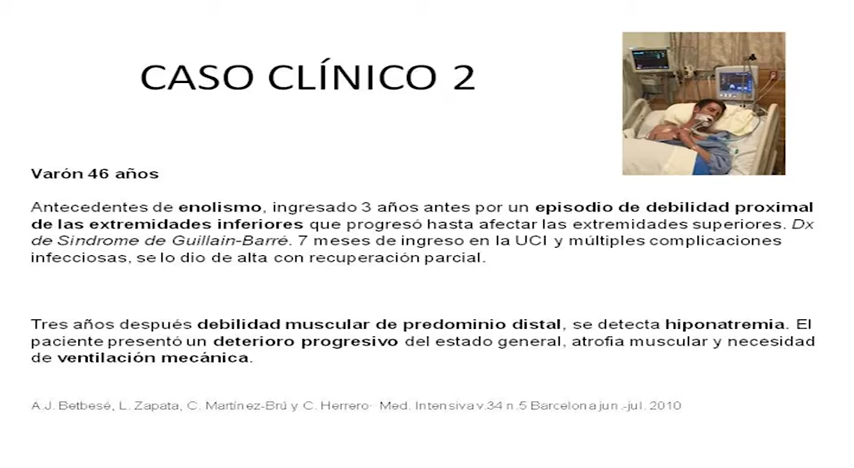 CASO CLÍNICO 2
Varón 46 años
Antecedentes de enolismo, ingresado 3 años antes por un episodio de debilidad proximal
de las extremidades inferiores que progresó hasta afectar las extremidades superiores. Dx
de Sindrome de Guillain-Barré. 7 meses de ingreso en la UCI y múltiples complicaciones
infecciosas, se lo dio de alta con recuperación parcial.
Tres años después debilidad muscular de predominio distal, se detecta hiponatremia. El
paciente presentó un deterioro progresivo del estado general, atrofia muscular y necesidad
de ventilación mecánica.
A.J. Betbesé, L. Zapata, C. Martínez-Brú y C. Herrero· Med. Intensiva v.34 n.5 Barcelona jun.-jul. 2010